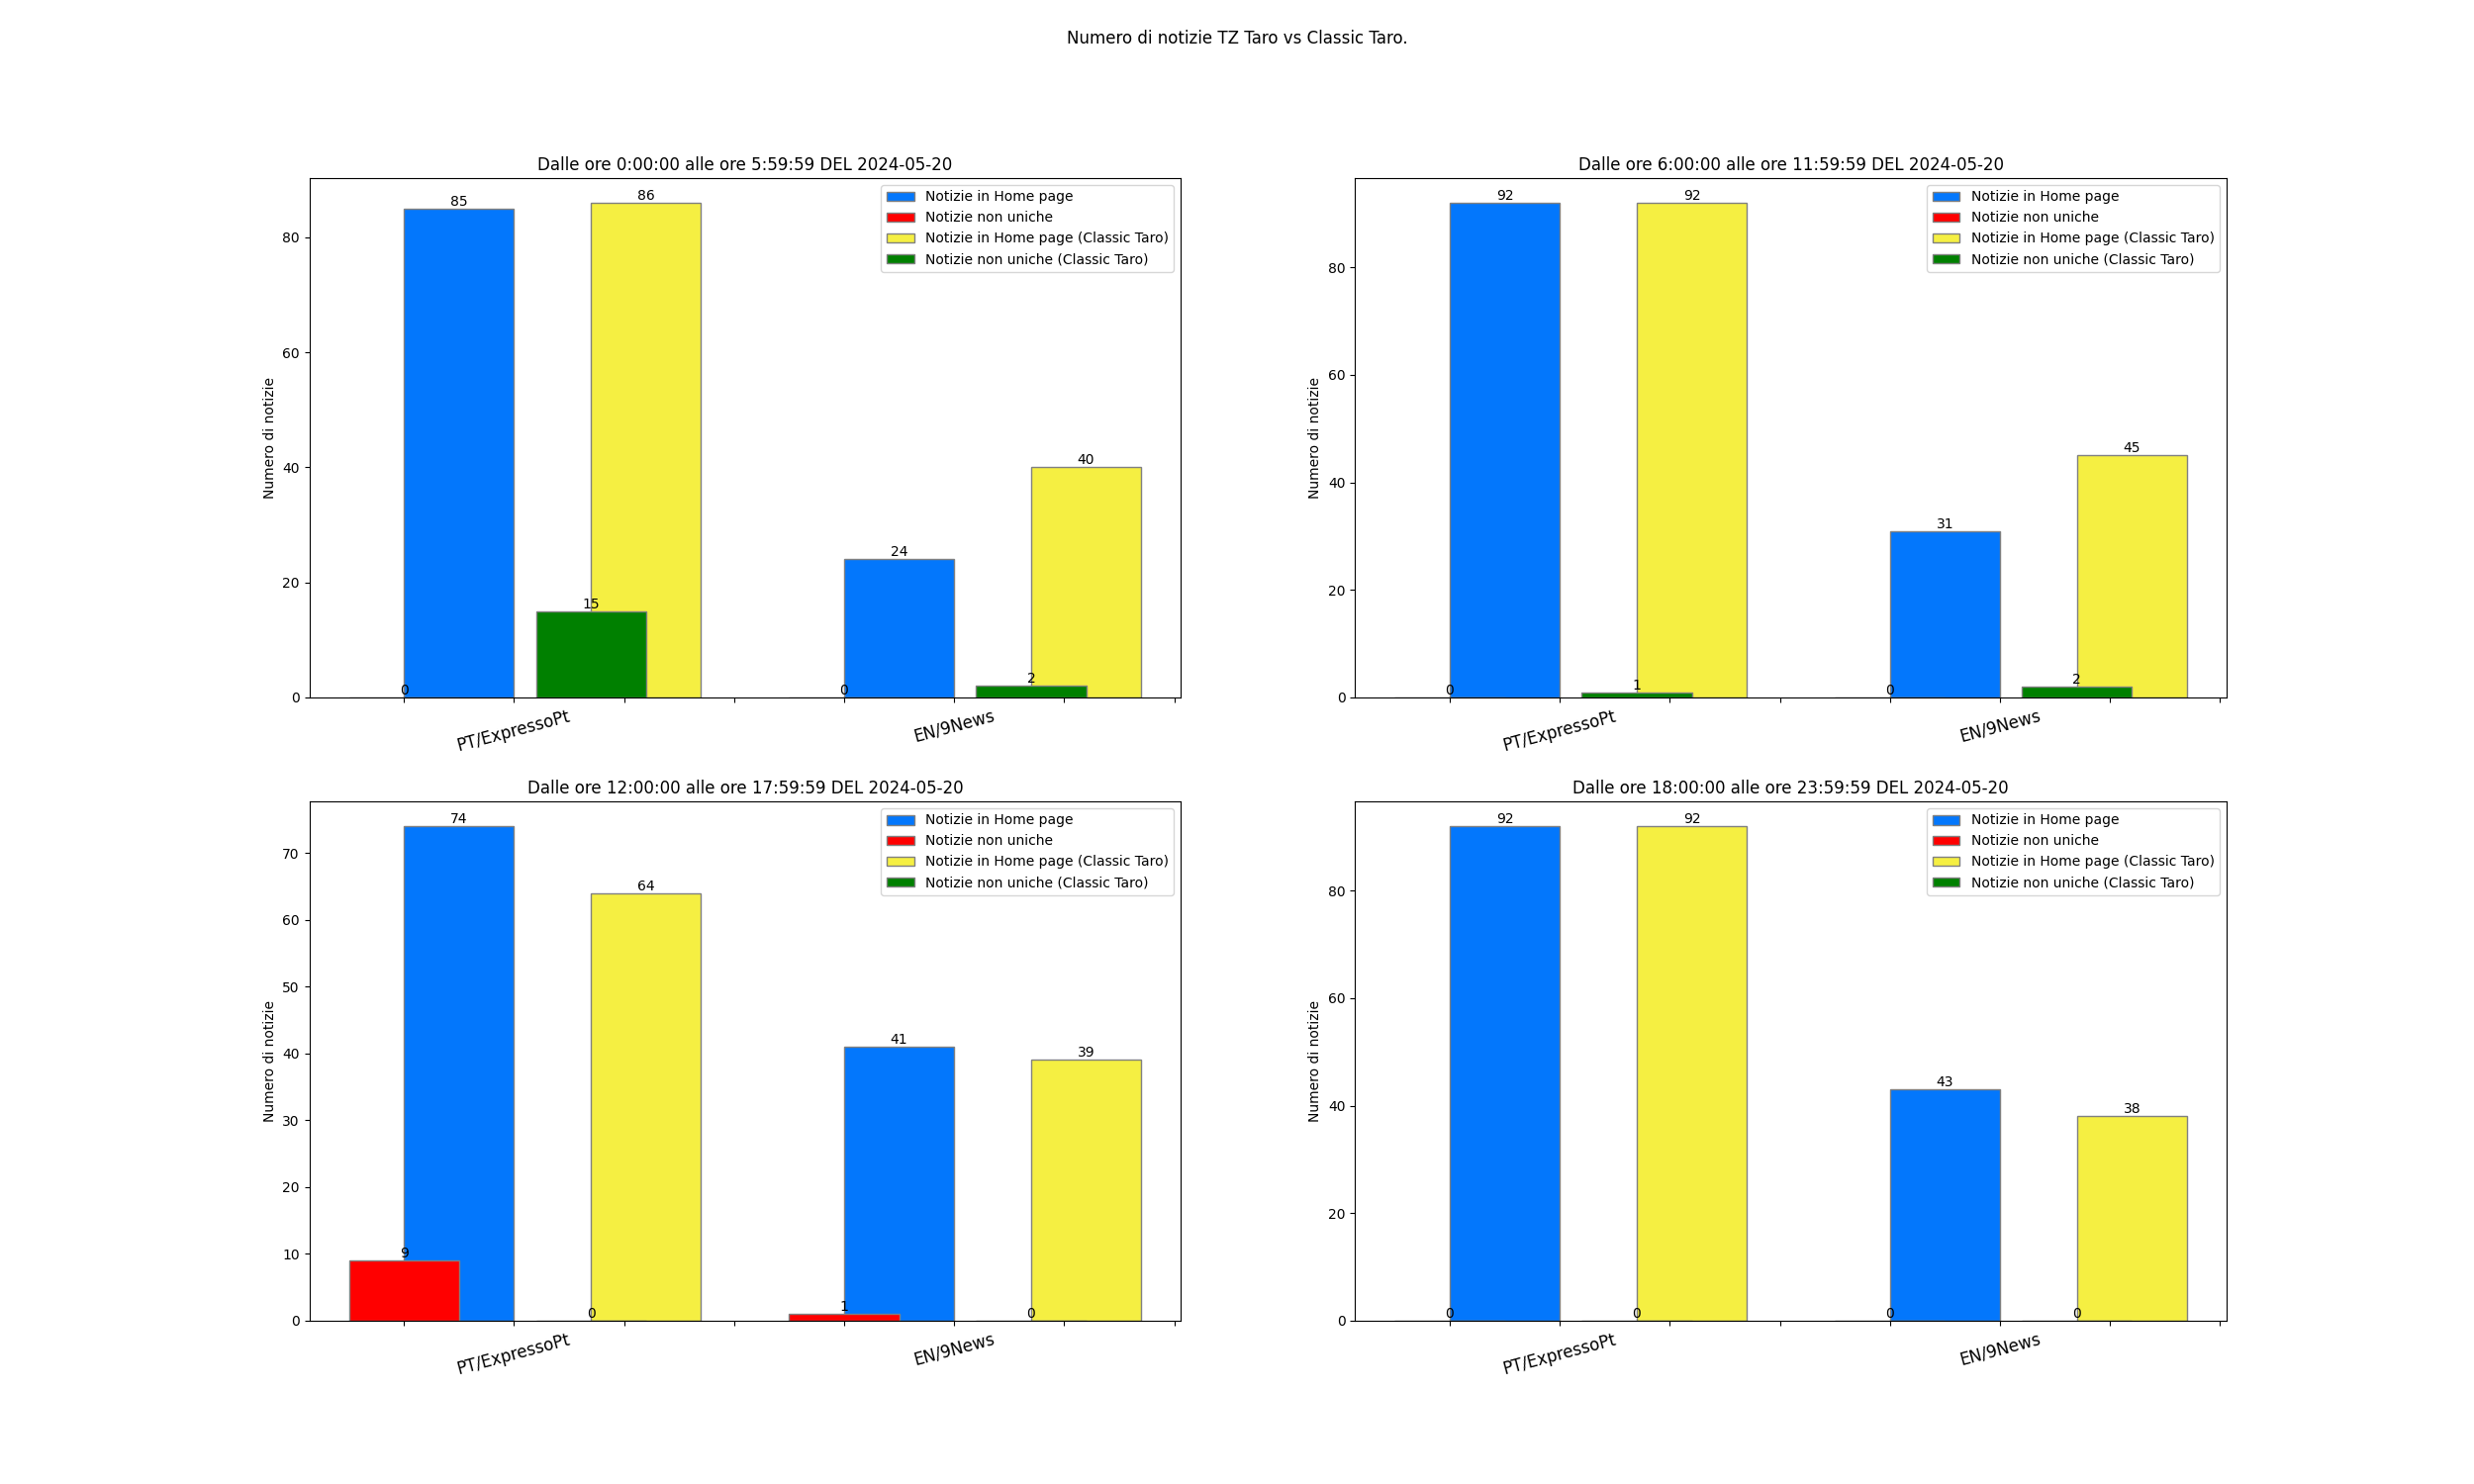 Numero di notizie TZ Taro vs Classic Taro.
Dalle ore 0:00:00 alle ore 5:59:59 DEL 2024-05-20
Numero di notizie
80
60
40
20
0
85
86
15
0
24
40
2
0
Notizie in Home page
Notizie non uniche
Notizie in Home page (Classic Taro)
Notizie non uniche (Classic Taro)
PT/ExpressoPt
EN/9News
Dalle ore 6:00:00 alle ore 11:59:59 DEL 2024-05-20
Numero di notizie
80
60
40
20
0
92
92
1
0
31
45
2
0
Notizie in Home page
Notizie non uniche
Notizie in Home page (Classic Taro)
Notizie non uniche (Classic Taro)
PT/ExpressoPt
EN/9News
Dalle ore 12:00:00 alle ore 17:59:59 DEL 2024-05-20
Numero di notizie
70
60
50
40
30
20
10
0
74
64
9
0
41
39
1
0
Notizie in Home page
Notizie non uniche
Notizie in Home page (Classic Taro)
Notizie non uniche (Classic Taro)
PT/ExpressoPt
EN/9News
Dalle ore 18:00:00 alle ore 23:59:59 DEL 2024-05-20
Numero di notizie
80
60
40
20
0
92
92
0
0
43
38
0
0
Notizie in Home page
Notizie non uniche
Notizie in Home page (Classic Taro)
Notizie non uniche (Classic Taro)
PT/ExpressoPt
EN/9News